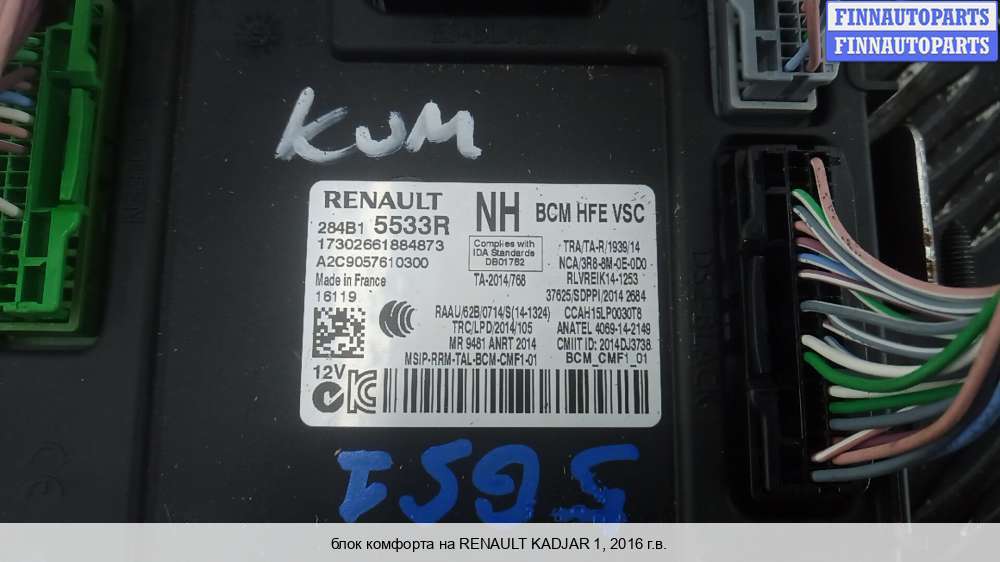 FINNAUTOPARTS
FINNAUTOPARTS
KUM
RENAULT
NH BCM HFE VSC
284B1 5533R
17302661884873
A2C9057610300
Made in France
16119
Complies with
IDA Standards
DB01782
TA-2014/768
TRA/TA-R/1939/14
NCA/3R8-8M-0E-0D0
RLVREIK14-1253
37625/SDPPI/2014 2684
RAAU/62B/0714/S(14-1324)
CCAH15LP0030T8
TRC/LPD/2014/105
ANATEL 4069-14-2149
MR 9481 ANRT 2014
CMIIT ID: 2014DJ3738
MSIP-RRM-TAL-BCM-CMF1-01
BCM_CMF1_01
12V
блок комфорта на RENAULT KADJAR 1, 2016 г.в.